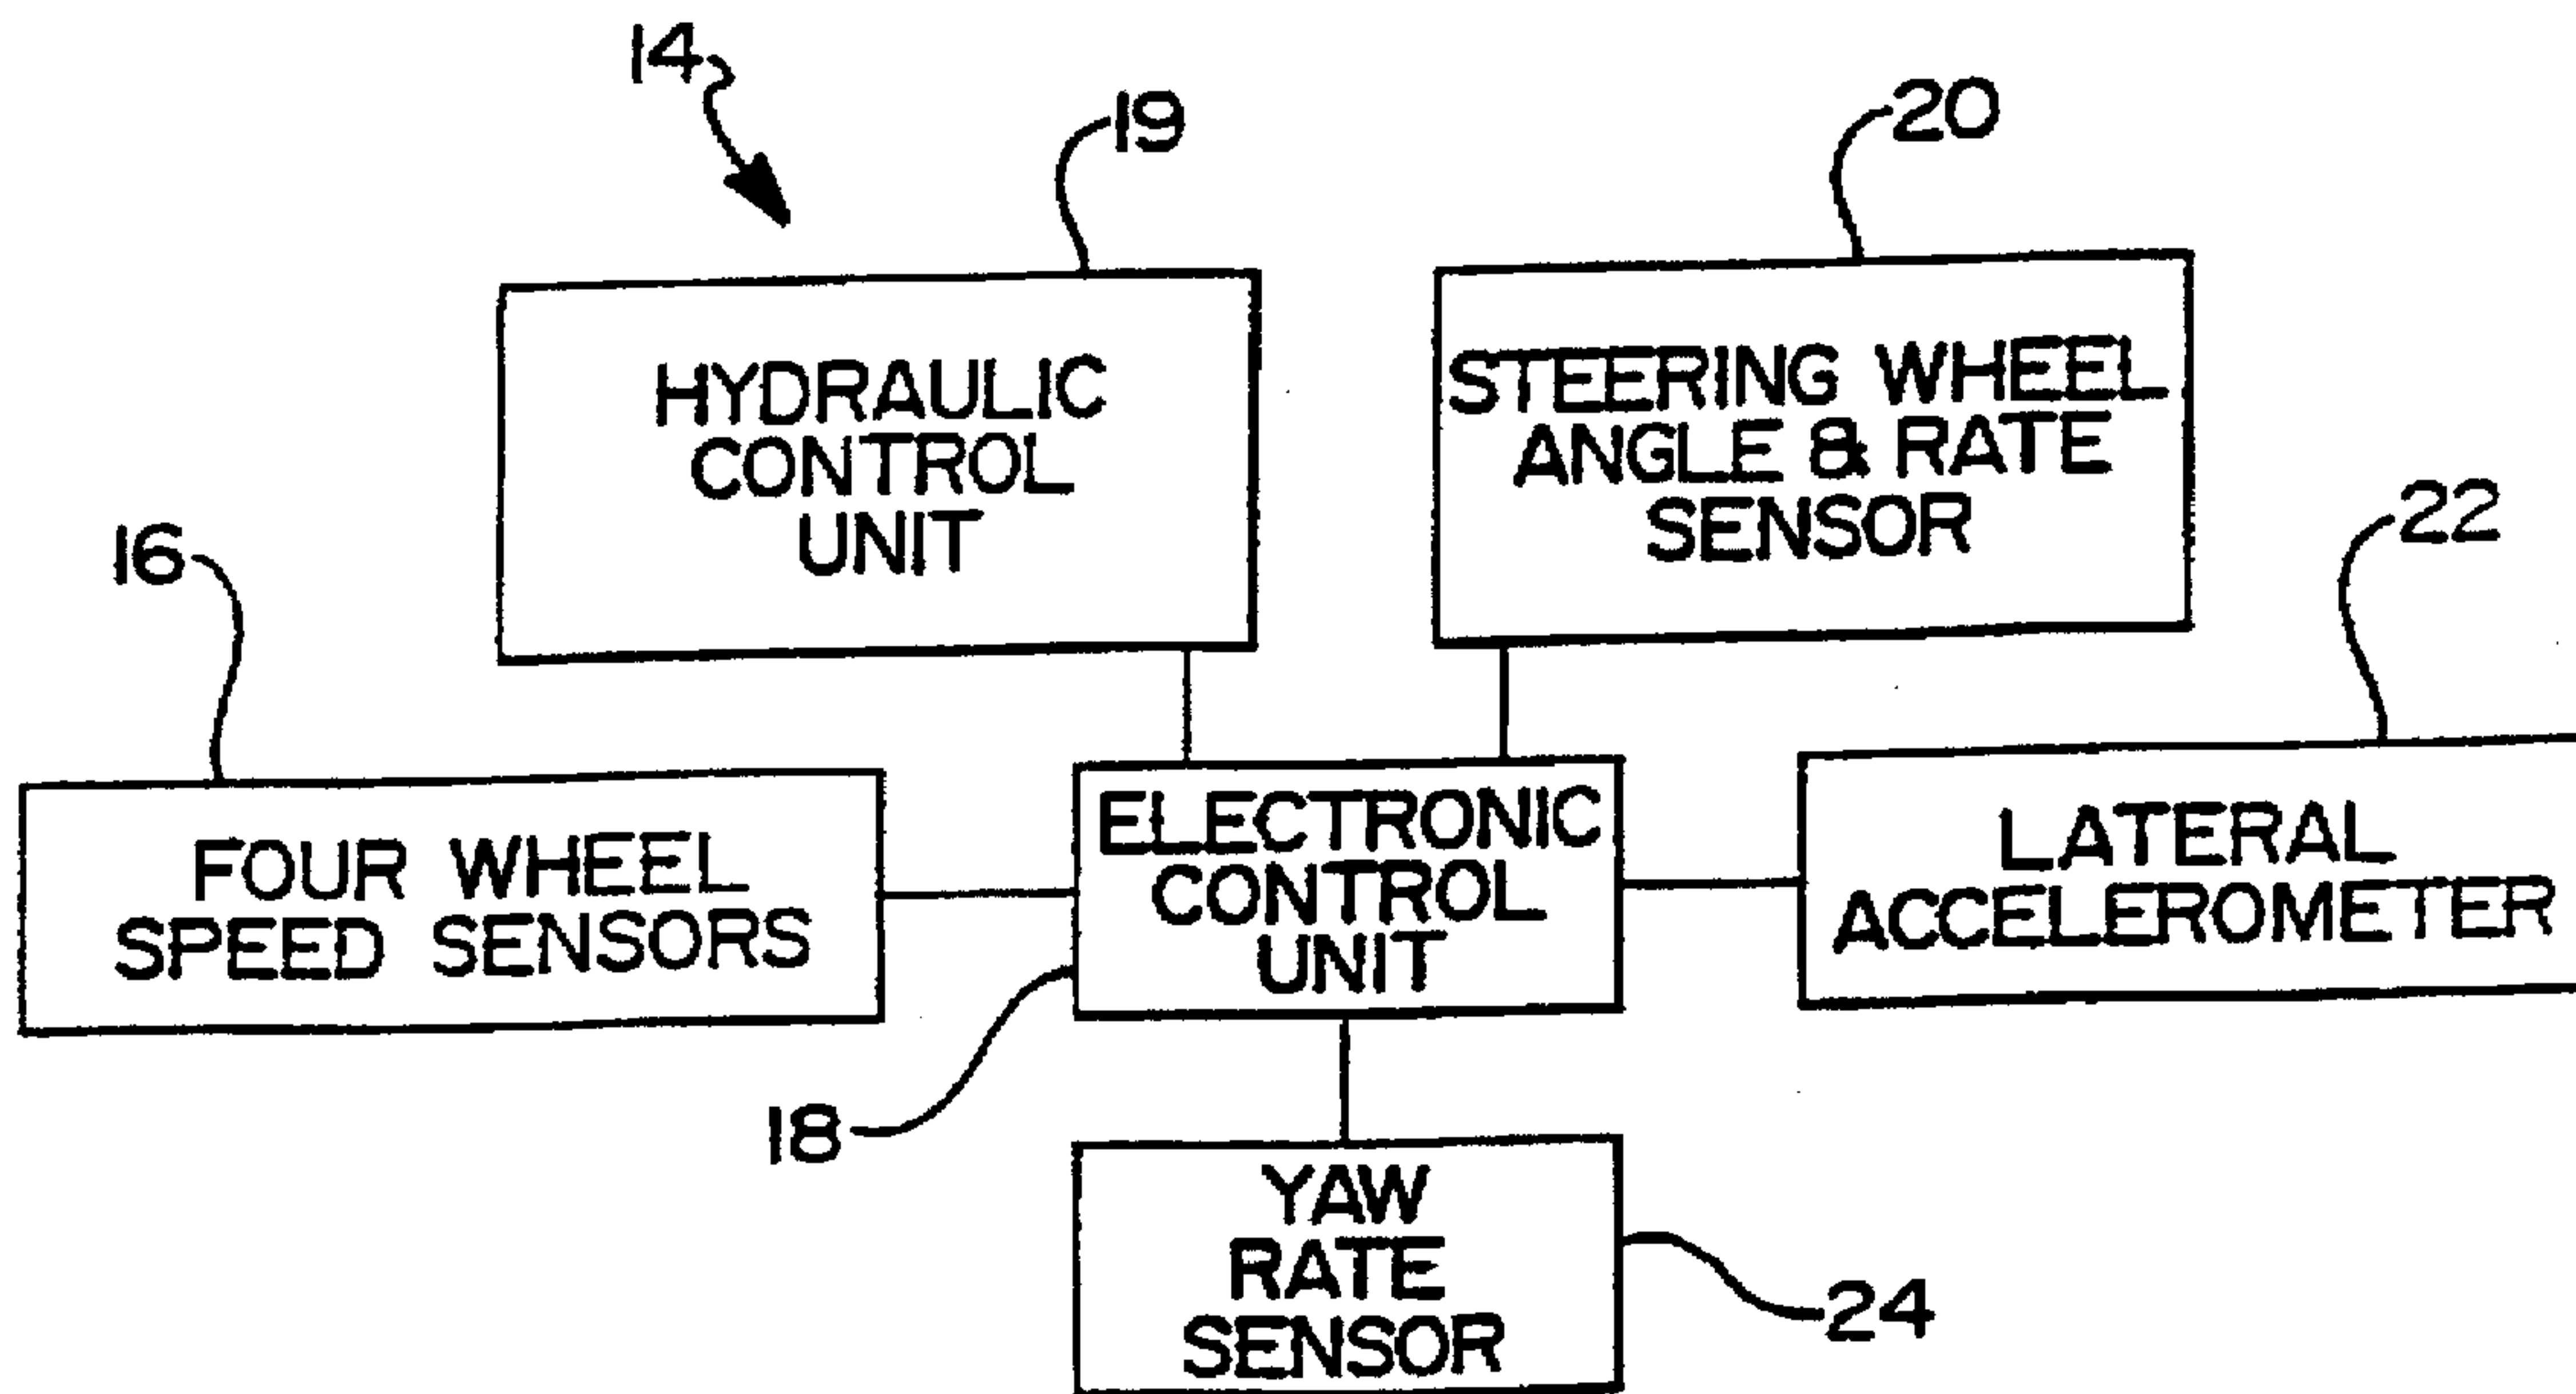 14
19
20
HYDRAULIC
CONTROL
UNIT
STEERING WHEEL
ANGLE & RATE
SENSOR
16
22
FOUR WHEEL
SPEED SENSORS
ELECTRONIC
CONTROL
UNIT
LATERAL
ACCELEROMETER
18
YAW
RATE
SENSOR
24